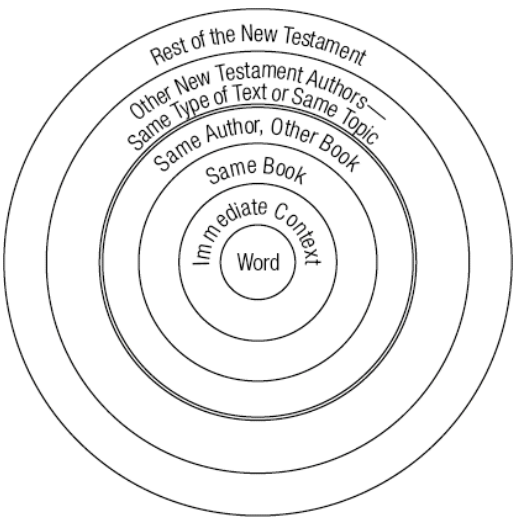 Rest of the New Testament
Other New Testament Authors—
Same Type of Text or Same Topic
Same Author, Other Book
Same Book
Immediate Context
Word